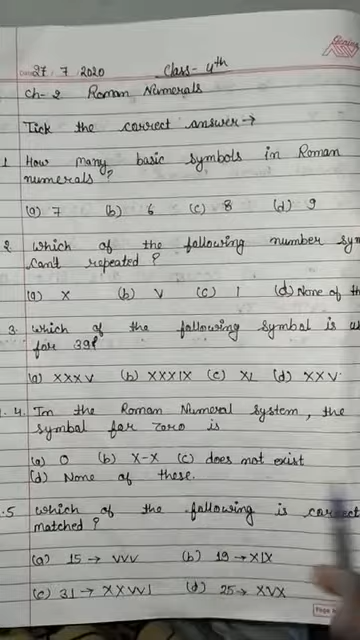 Date 27.7.2020 Class- 4th
Ch-2 Roman Numerals
Tick the correct answer→
1 How many basic symbols in Roman
numerals?
(a) 7 (b) 6 (c) 8 (d) 9
2. Which of the following number sym
can't repeated ?
(a) X (b) V (c) I (d) None of th
3. Which of the following symbol is us
for 39?
(a) XXXV (b) XXXIX (c) XL (d) XXV.
.4. In the Roman Numeral system, the
symbol for zero is
(a) 0 (b) X-X (c) does not exist
(d) None of these.
.5 Which of the following is correct
matched ?
(a) 15 → VVV (b) 19 → XIX
(c) 31 → XXVVI (d) 25 → XVX